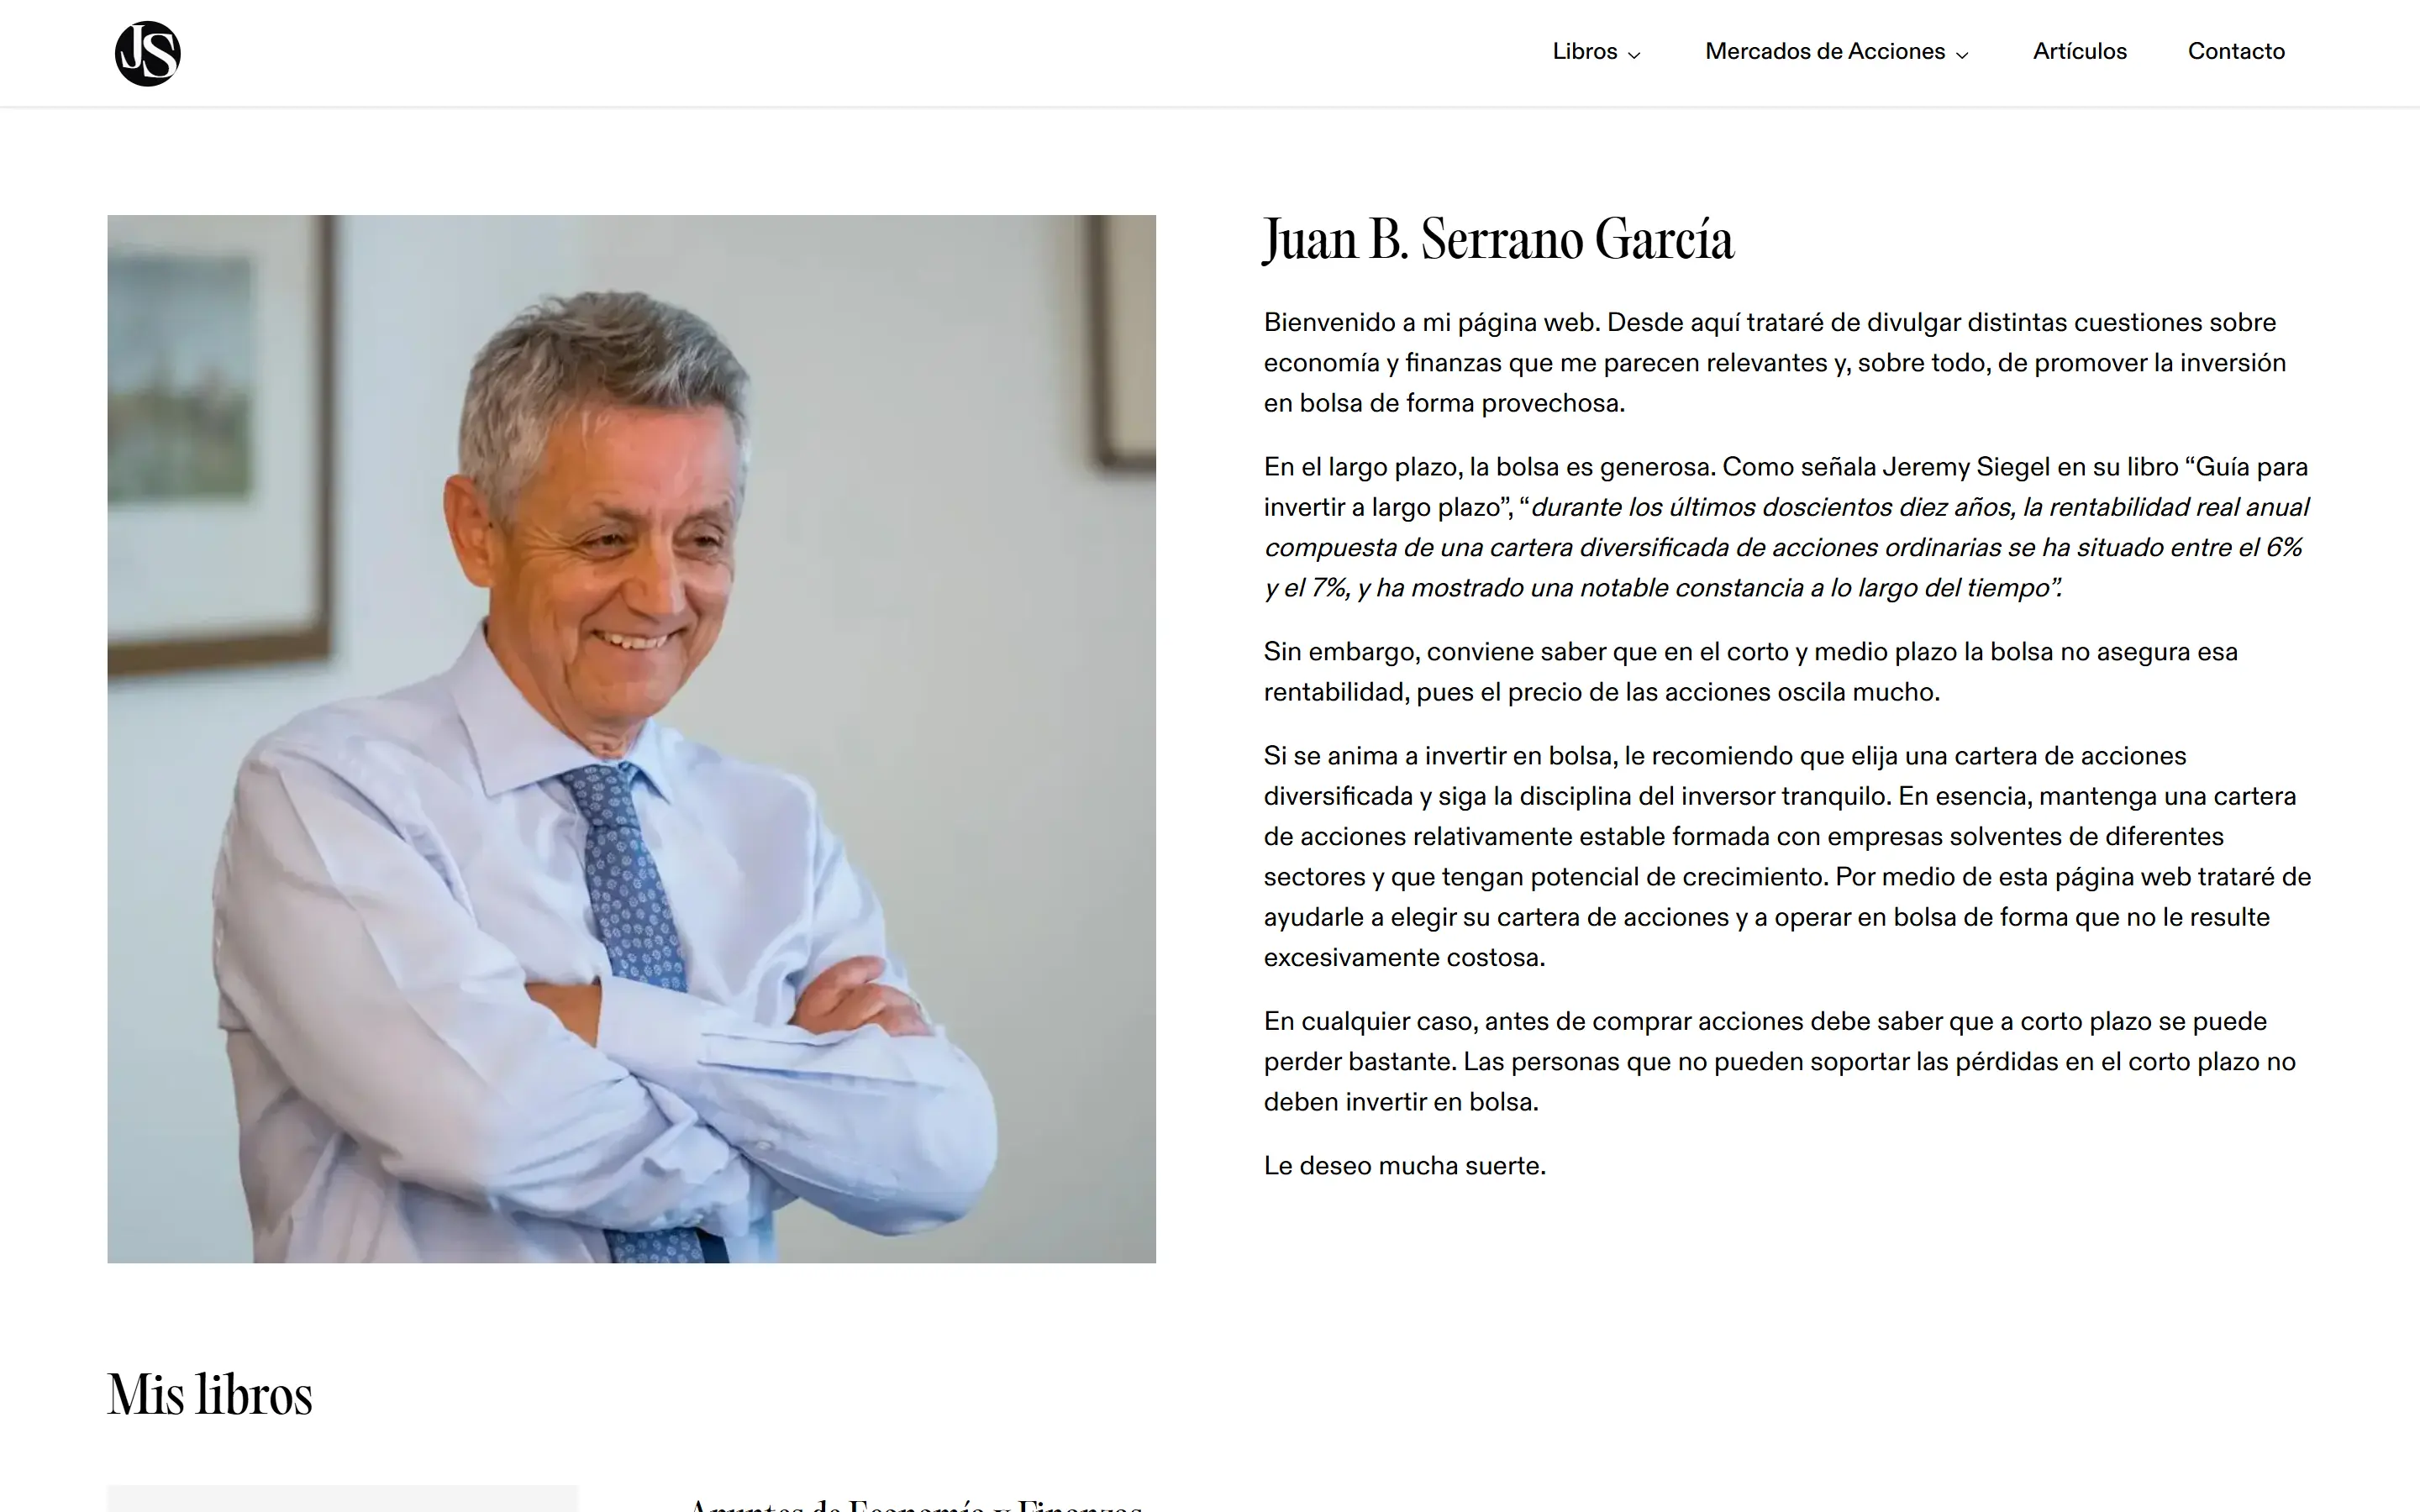 JS
Libros
Mercados de Acciones
Artículos
Contacto
Juan B. Serrano García
Bienvenido a mi página web. Desde aquí trataré de divulgar distintas cuestiones sobre
economía y finanzas que me parecen relevantes y, sobre todo, de promover la inversión
en bolsa de forma provechosa.
En el largo plazo, la bolsa es generosa. Como señala Jeremy Siegel en su libro “Guía para
invertir a largo plazo”, “durante los últimos doscientos diez años, la rentabilidad real anual
compuesta de una cartera diversificada de acciones ordinarias se ha situado entre el 6%
y el 7%, y ha mostrado una notable constancia a lo largo del tiempo”.
Sin embargo, conviene saber que en el corto y medio plazo la bolsa no asegura esa
rentabilidad, pues el precio de las acciones oscila mucho.
Si se anima a invertir en bolsa, le recomiendo que elija una cartera de acciones
diversificada y siga la disciplina del inversor tranquilo. En esencia, mantenga una cartera
de acciones relativamente estable formada con empresas solventes de diferentes
sectores y que tengan potencial de crecimiento. Por medio de esta página web trataré de
ayudarle a elegir su cartera de acciones y a operar en bolsa de forma que no le resulte
excesivamente costosa.
En cualquier caso, antes de comprar acciones debe saber que a corto plazo se puede
perder bastante. Las personas que no pueden soportar las pérdidas en el corto plazo no
deben invertir en bolsa.
Le deseo mucha suerte.
Mis libros
Apuntes de Economía y Finanzas